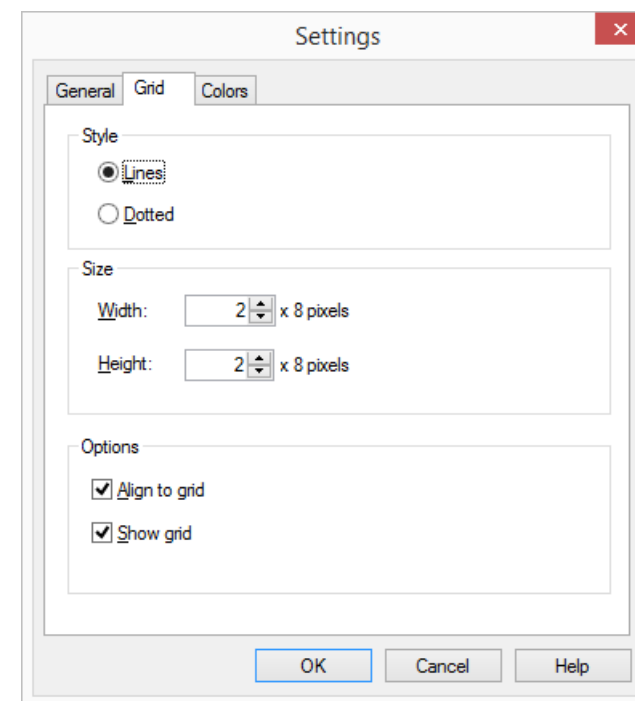 Settings
General Grid Colors
Style
Lines
Dotted
Size
Width: 2 x 8 pixels
Height: 2 x 8 pixels
Options
Align to grid
Show grid
OK Cancel Help